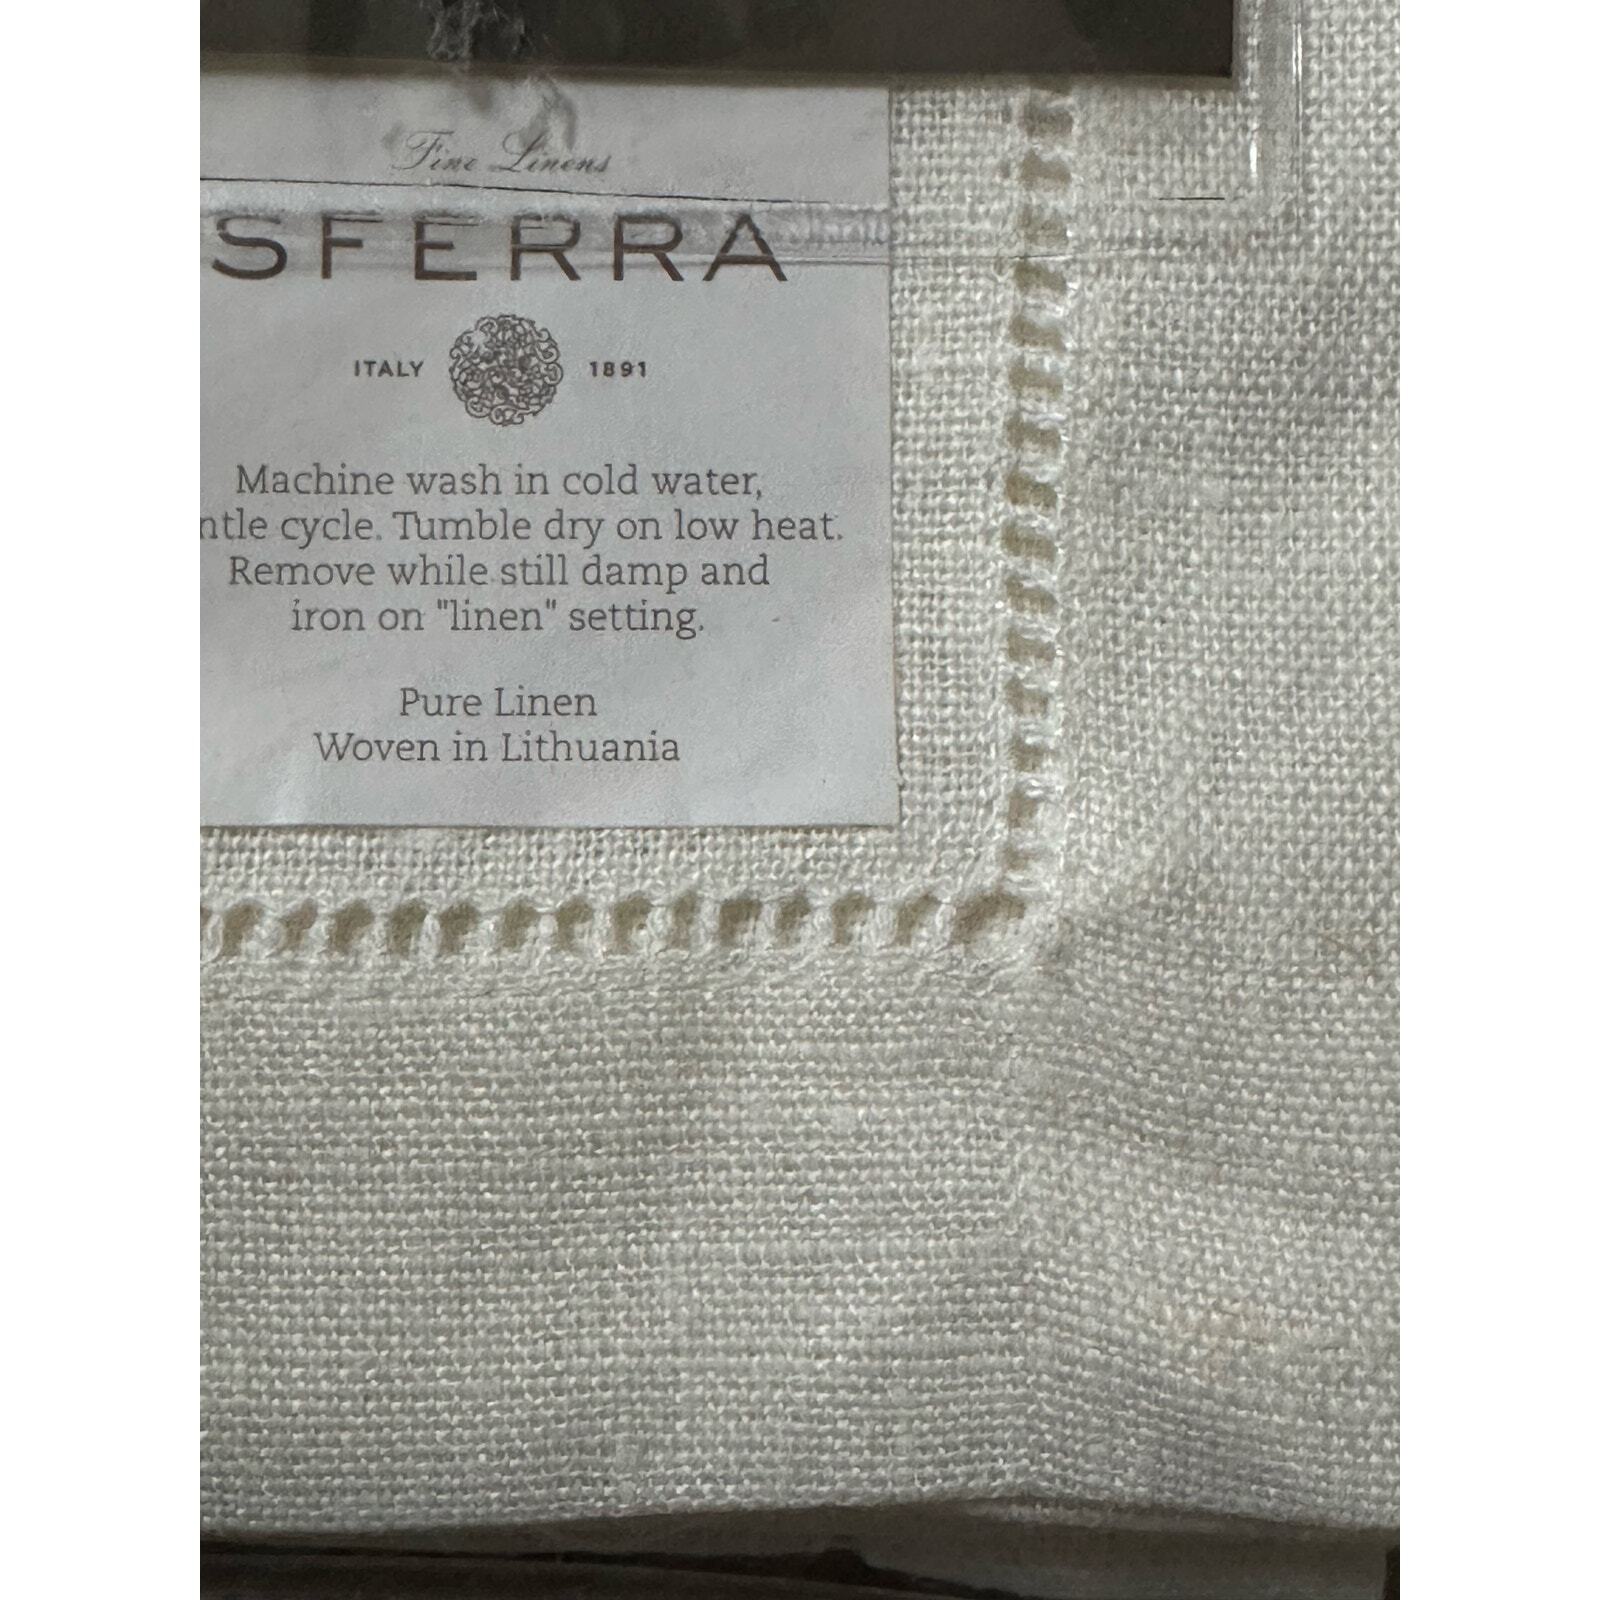 Fine Linens
SFERRA
ITALY 1891
Machine wash in cold water,
ntle cycle. Tumble dry on low heat.
Remove while still damp and
iron on "linen" setting.
Pure Linen
Woven in Lithuania